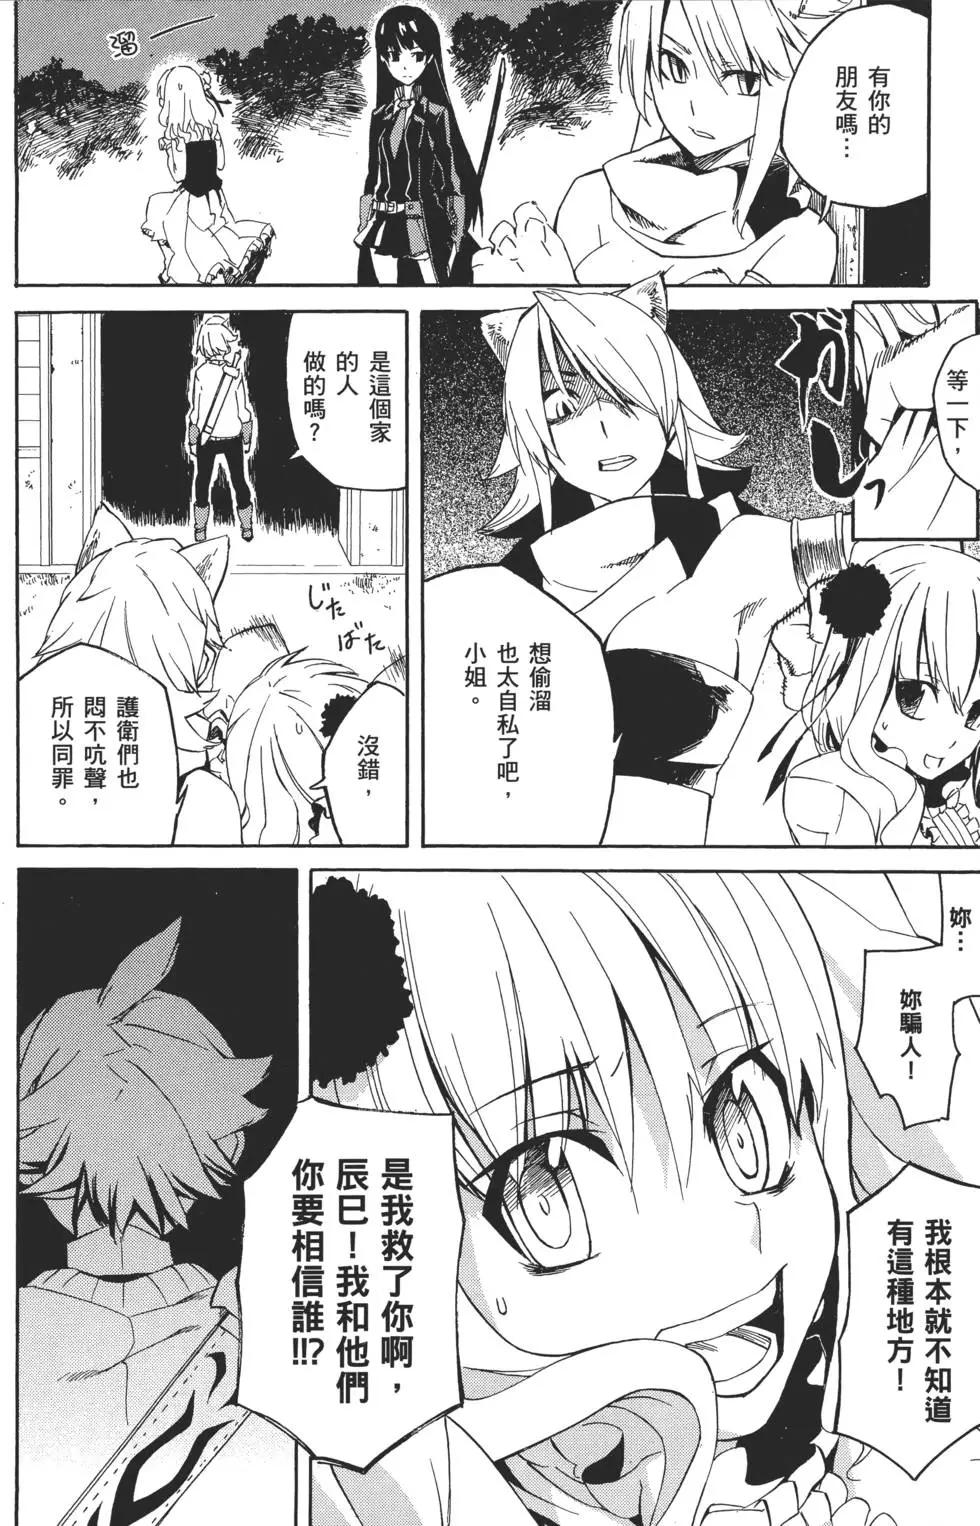 有你的
朋友嗎…
溜
等一下，
ガシッ
想偷溜
也太自私了吧，
小姐。
是這個家
的人
做的嗎？
じた
ばた
沒錯，
護衛們也
悶不吭聲，
所以同罪。
妳…
妳騙人！
我根本就不知道
有這種地方！
是我救了你啊，
辰巳！我和他們
你要相信誰!!?